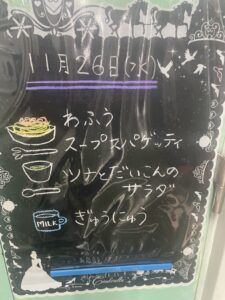 11月26日(水)
わふう
スープスパゲッティ
ツナとだいこんの
サラダ
MILK
ぎゅうにゅう
Cinderella